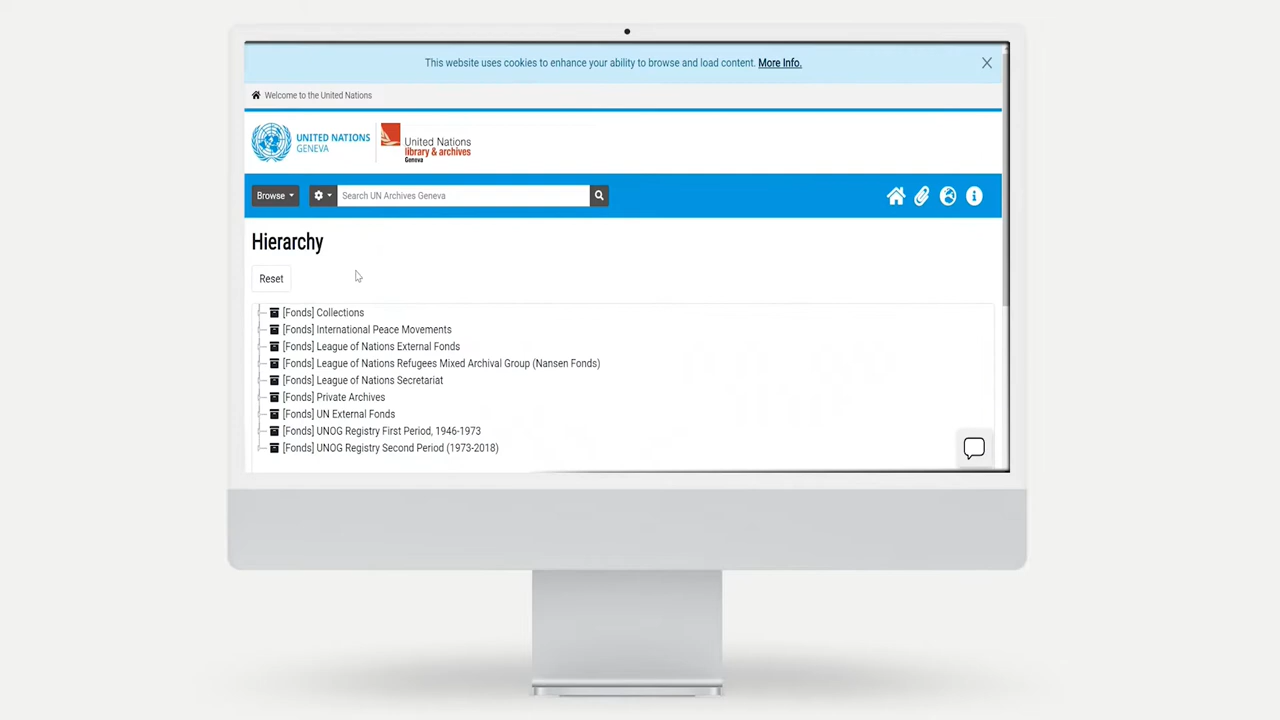 This website uses cookies to enhance your ability to browse and load content. More Info.
Welcome to the United Nations
UNITED NATIONS
GENEVA
United Nations
library & archives
Geneva
Browse
Search UN Archives Geneva
Hierarchy
Reset
[Fonds] Collections
[Fonds] International Peace Movements
[Fonds] League of Nations External Fonds
[Fonds] League of Nations Refugees Mixed Archival Group (Nansen Fonds)
[Fonds] League of Nations Secretariat
[Fonds] Private Archives
[Fonds] UN External Fonds
[Fonds] UNOG Registry First Period, 1946-1973
[Fonds] UNOG Registry Second Period (1973-2018)